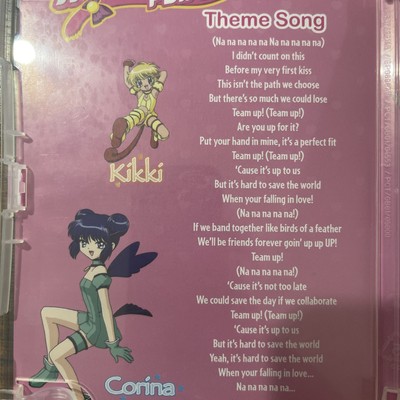 Theme Song
(Na na na na na Na na na na na)
I didn't count on this
Before my very first kiss
This isn't the path we choose
But there's so much we could lose
Team up! (Team up!)
Are you up for it?
Put your hand in mine, it's a perfect fit
Team up! (Team up!)
'Cause it's up to us
But it's hard to save the world
When your falling in love!
(Na na na na na!)
If we band together like birds of a feather
We'll be friends forever goin' up up UP!
Team up!
(Na na na na na!)
'Cause it's not too late
We could save the day if we collaborate
Team up! (Team up!)
'Cause it's up to us
But it's hard to save the world
Yeah, it's hard to save the world
When your falling in love...
Na na na na na...
Kikki
Corina